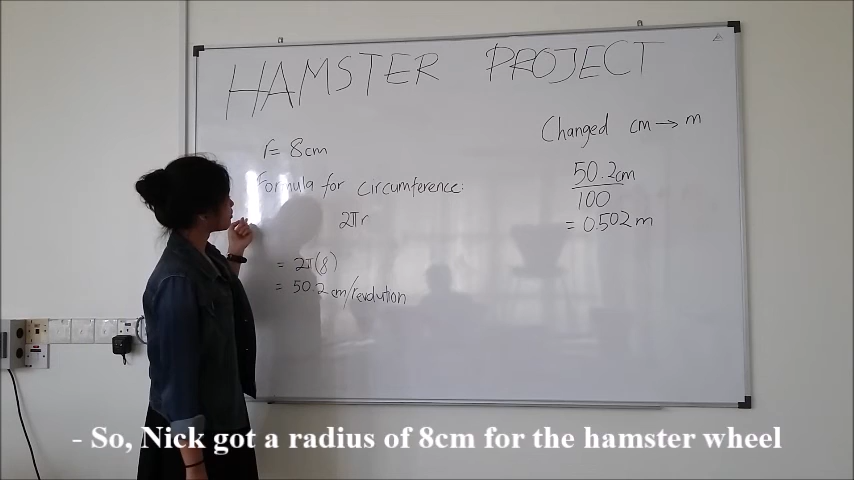 HAMSTER PROJECT
r = 8cm
Formula for circumference:
2πr
= 2π(8)
= 50.2 cm/revolution
Changed cm → m
50.2cm
100
= 0.502 m
- So, Nick got a radius of 8cm for the hamster wheel